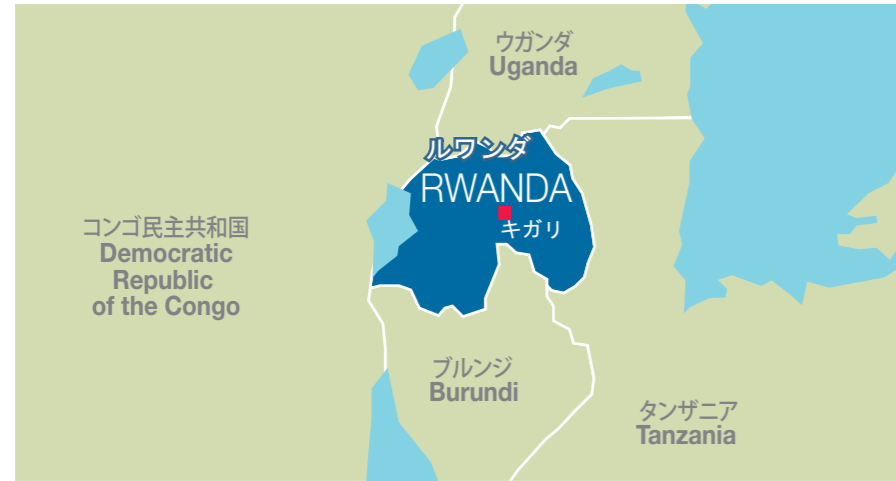 ウガンダ
Uganda
ルワンダ
RWANDA
キガリ
コンゴ民主共和国
Democratic
Republic
of the Congo
ブルンジ
Burundi
タンザニア
Tanzania